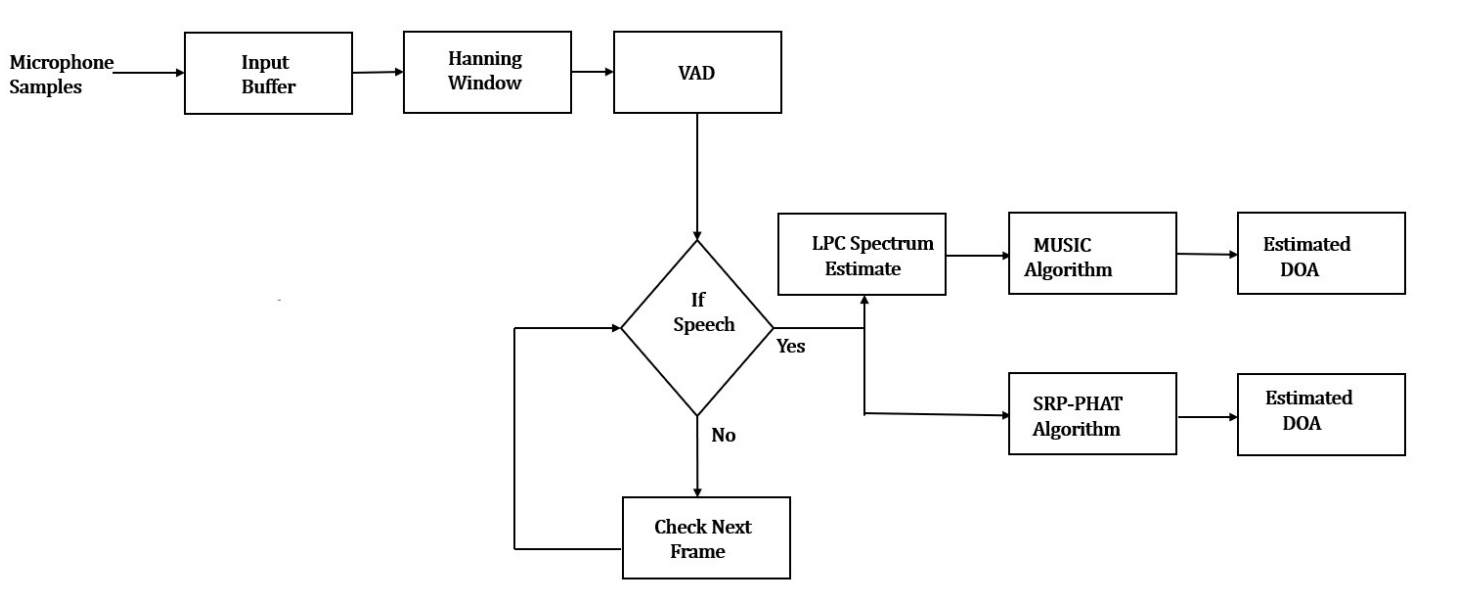 Microphone
Samples
Input
Buffer
Hanning
Window
VAD
If
Speech
Yes
No
Check Next
Frame
LPC Spectrum
Estimate
MUSIC
Algorithm
Estimated
DOA
SRP-PHAT
Algorithm
Estimated
DOA